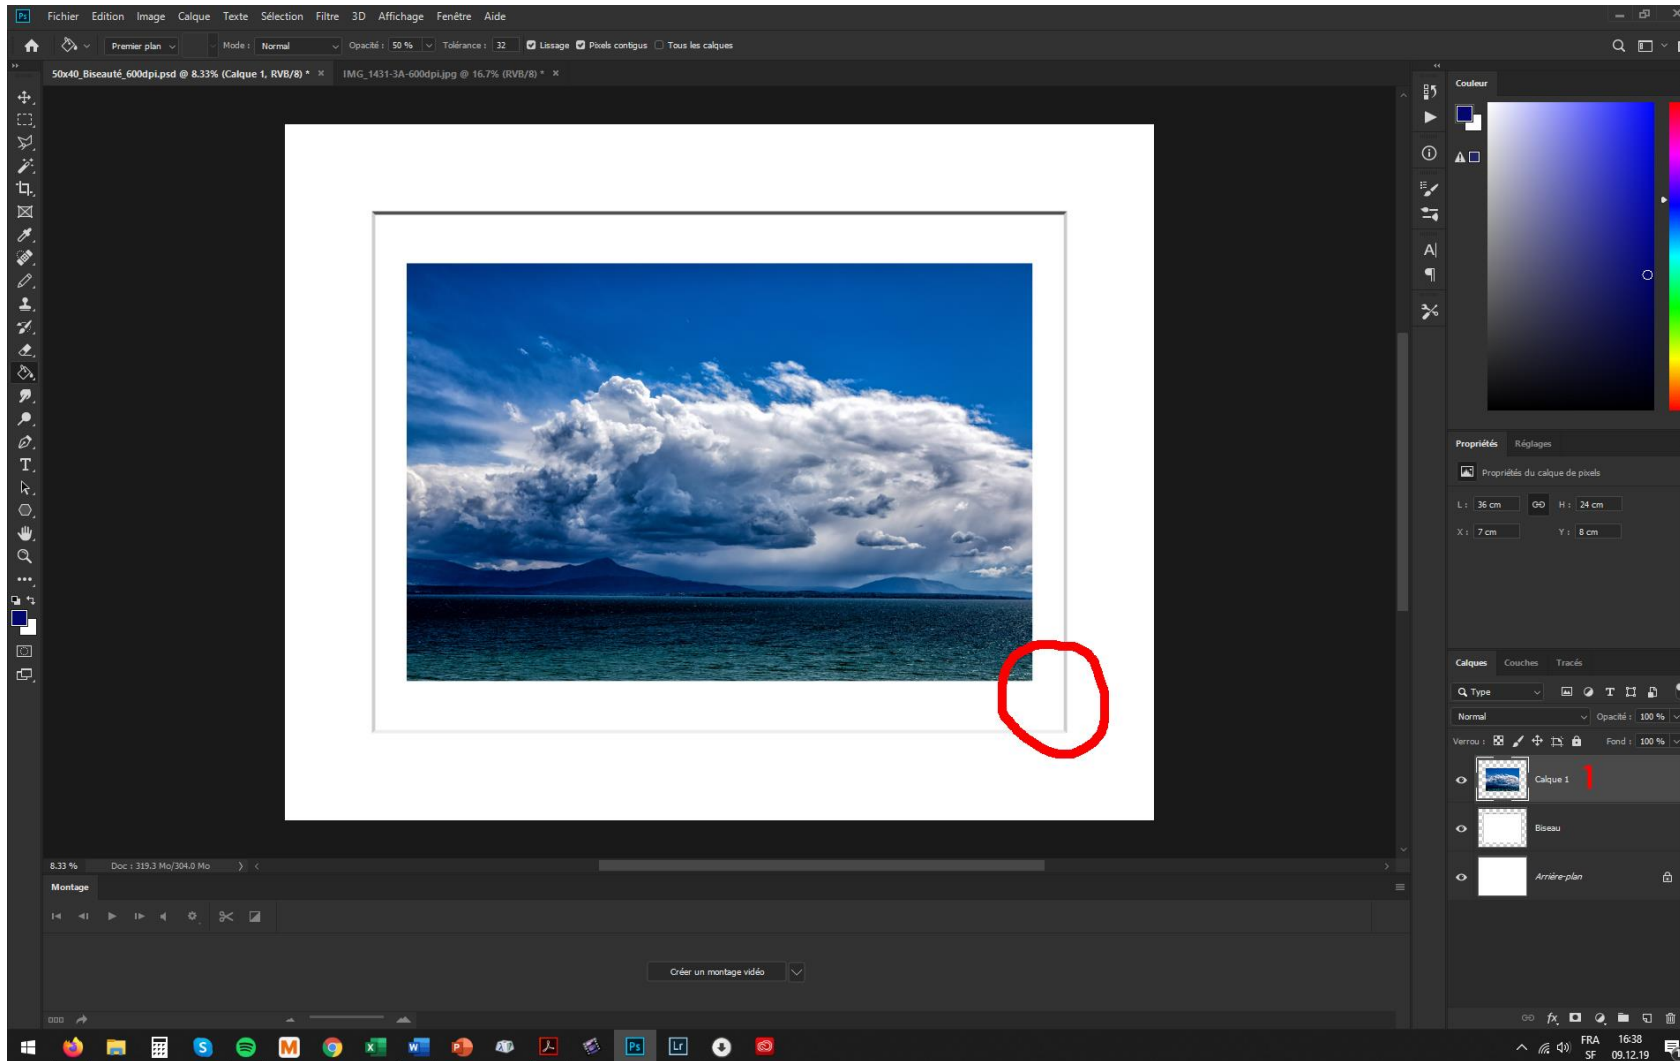 Ps Fichier Edition Image Calque Texte Sélection Filtre 3D Affichage Fenêtre Aide
Premier plan Mode : Normal Opacité : 50 % Tolérance : 32 Lissage Pixels contigus Tous les calques
50x40_Biseauté_600dpi.psd @ 8.33% (Calque 1, RVB/8) * × IMG_1431-3A-600dpi.jpg @ 16.7% (RVB/8) * ×
Couleur
Propriétés Réglages
Propriétés du calque de pixels
L : 36 cm H : 24 cm
X : 7 cm Y : 8 cm
Calques Couches Tracés
Type
Normal Opacité : 100 %
Verrou : Fond : 100 %
Calque 1 1
Biseau
Arrière-plan
8.33 % Doc : 319.3 Mo/304.0 Mo
Montage
Créer un montage vidéo
Ps Lr
FRA 16:38
SF 09.12.19